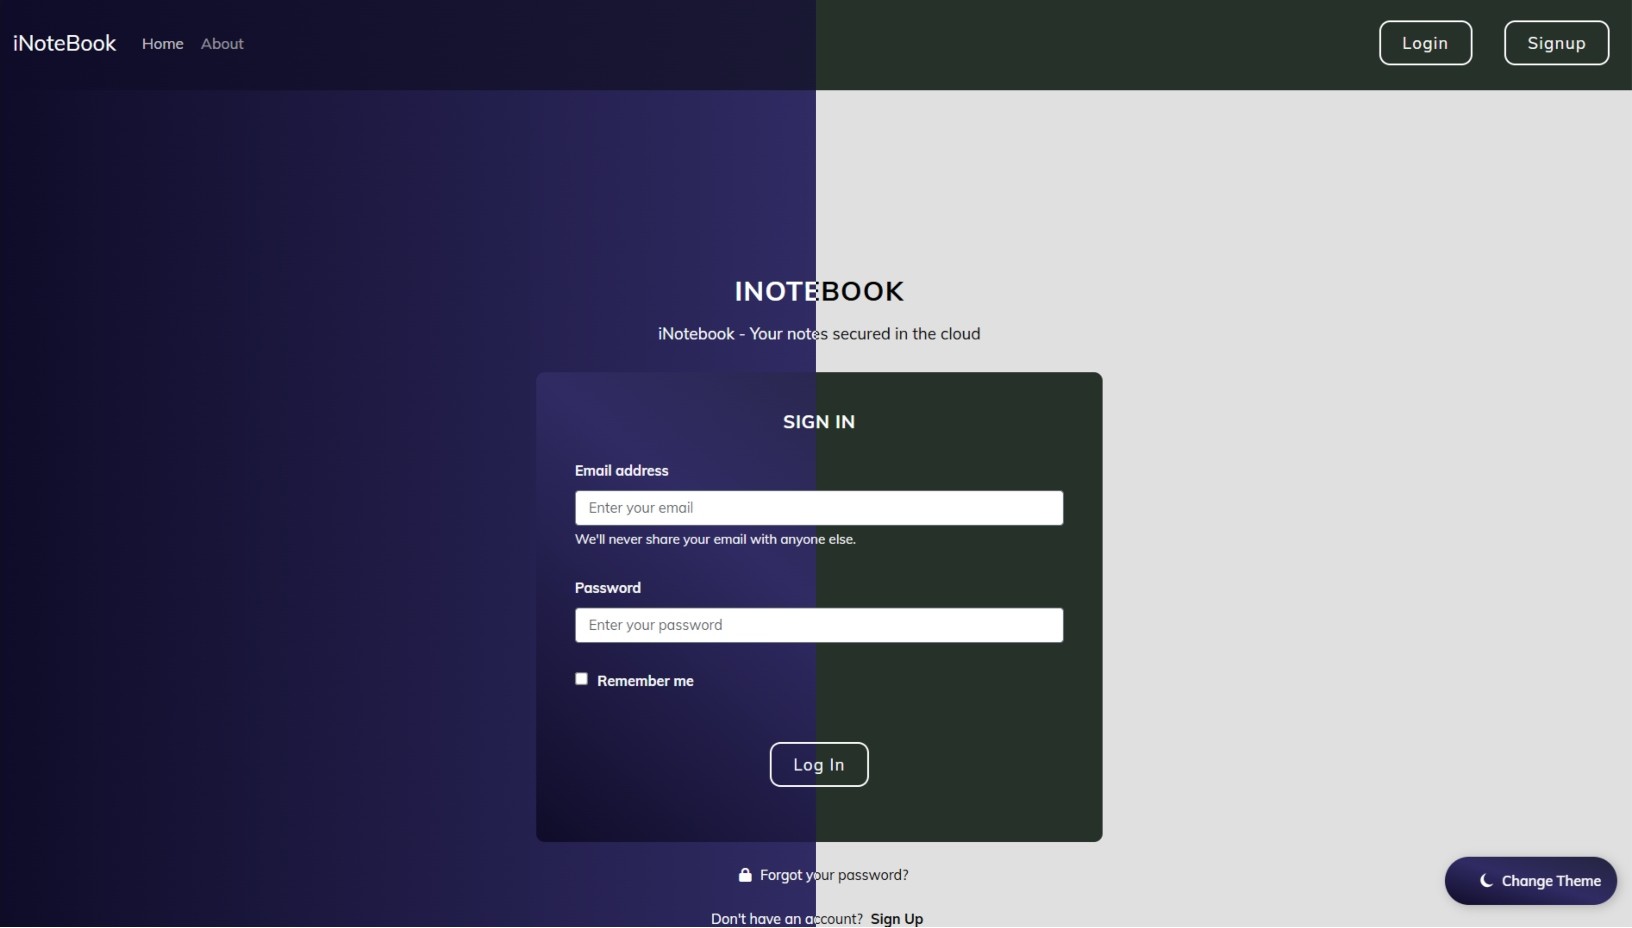 iNoteBook Home About Login Signup
INOTEBOOK
iNotebook - Your notes secured in the cloud
SIGN IN
Email address
Enter your email
We'll never share your email with anyone else.
Password
Enter your password
Remember me
Log In
Forgot your password?
Change Theme
Don't have an account? Sign Up